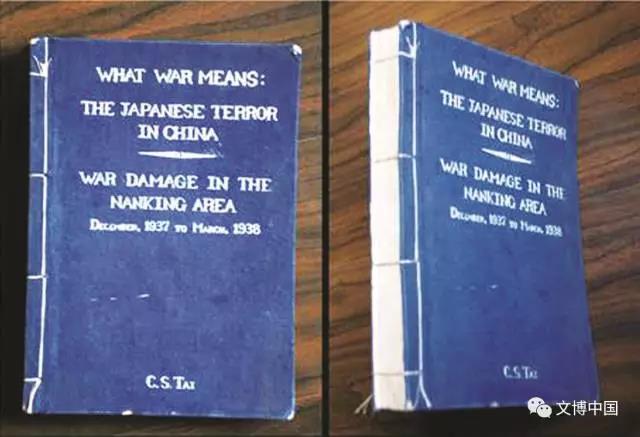 WHAT WAR MEANS:
THE JAPANESE TERROR
IN CHINA
WAR DAMAGE IN THE
NANKING AREA
DECEMBER, 1937 TO MARCH, 1938
C.S. TAI
WHAT WAR MEANS:
THE JAPANESE TERROR
IN CHINA
WAR DAMAGE IN THE
NANKING AREA
DECEMBER, 1937 TO MARCH, 1938
C.S. TAI
文博中国